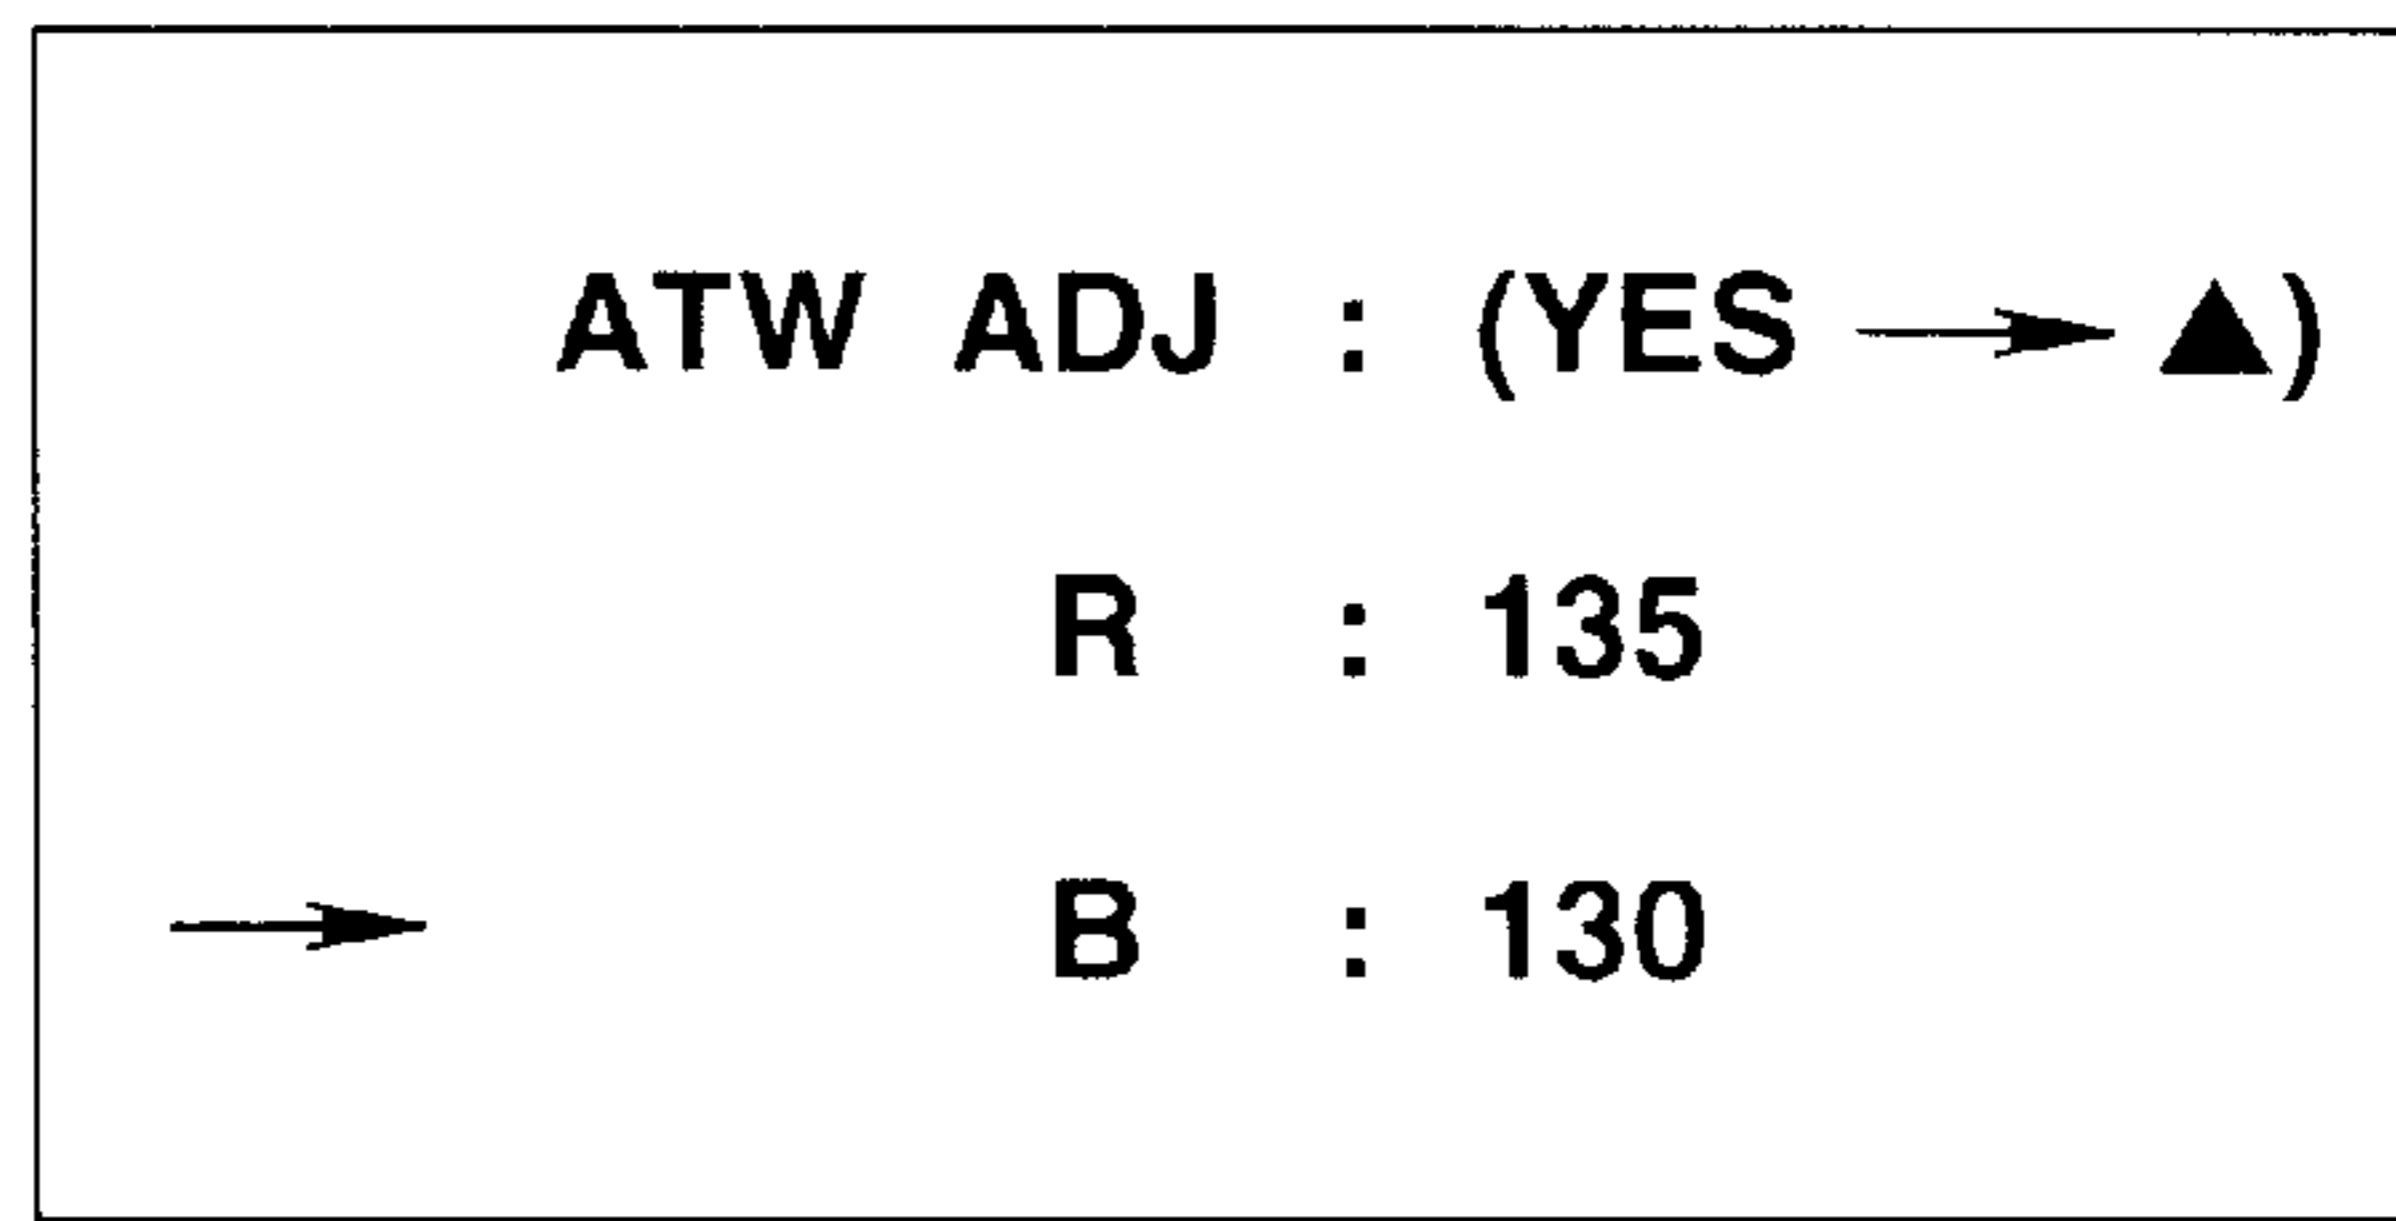 ATW ADJ : (YES → ▲)
R : 135
→ B : 130